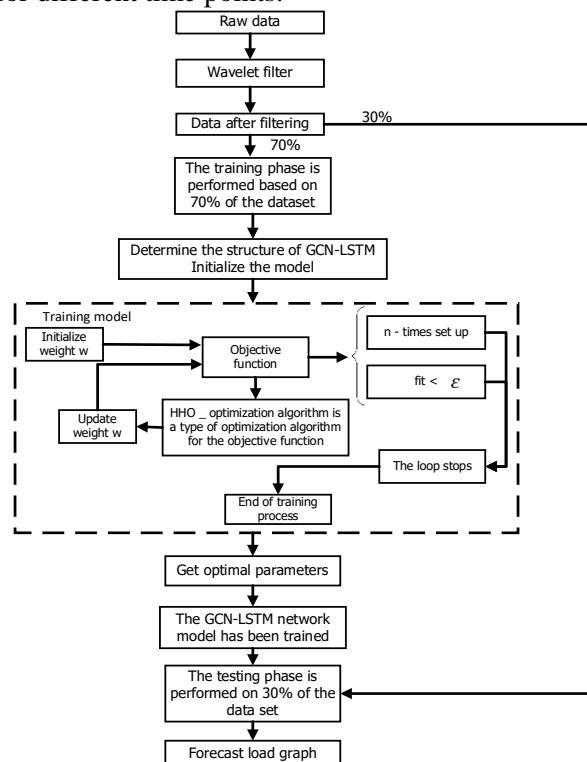 for different time points.
Raw data
Wavelet filter
Data after filtering
30%
70%
The training phase is
performed based on
70% of the dataset
Determine the structure of GCN-LSTM
Initialize the model
Training model
Initialize
weight w
Objective
function
n - times set up
fit < ε
Update
weight w
HHO _ optimization algorithm is
a type of optimization algorithm
for the objective function
The loop stops
End of training
process
Get optimal parameters
The GCN-LSTM network
model has been trained
The testing phase is
performed on 30% of the
data set
Forecast load graph